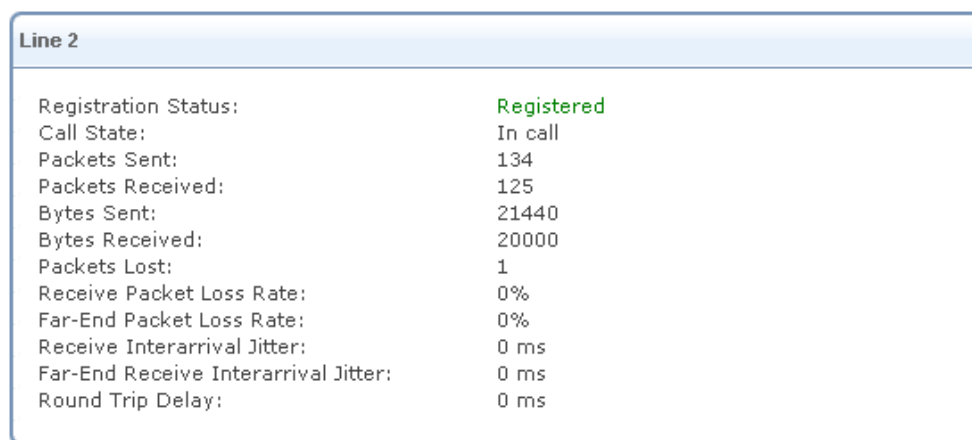 Line 2
Registration Status: Registered
Call State: In call
Packets Sent: 134
Packets Received: 125
Bytes Sent: 21440
Bytes Received: 20000
Packets Lost: 1
Receive Packet Loss Rate: 0%
Far-End Packet Loss Rate: 0%
Receive Interarrival Jitter: 0 ms
Far-End Receive Interarrival Jitter: 0 ms
Round Trip Delay: 0 ms